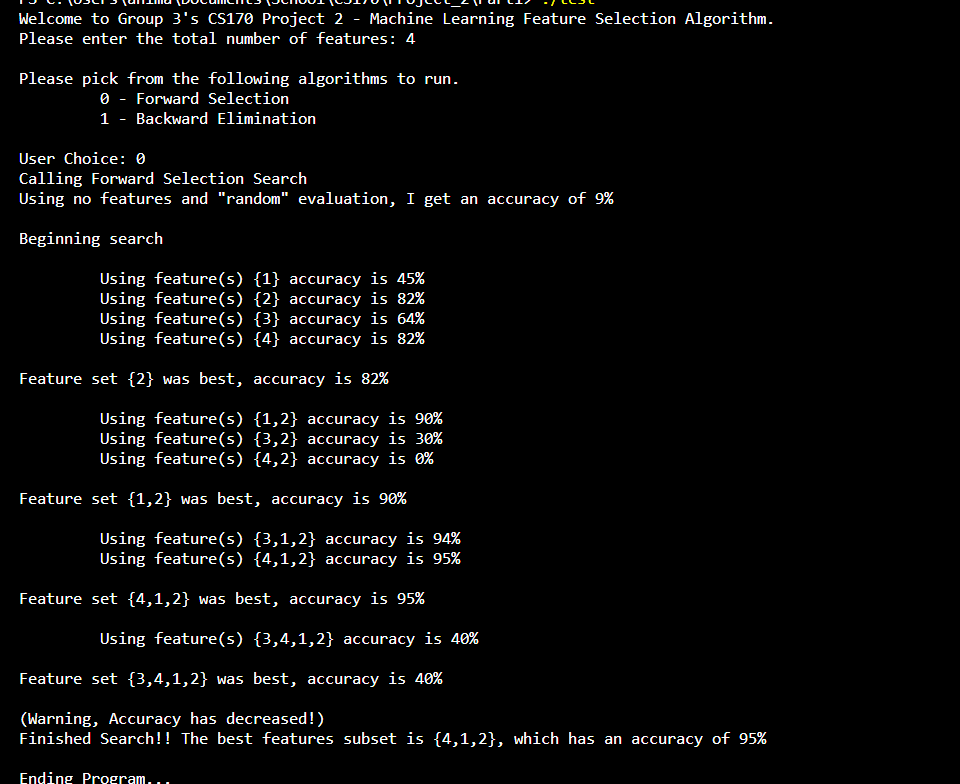 PS C:\Users\anima\Documents\School\CS170\Project_2\Part1> ./test
Welcome to Group 3's CS170 Project 2 - Machine Learning Feature Selection Algorithm.
Please enter the total number of features: 4
Please pick from the following algorithms to run.
0 - Forward Selection
1 - Backward Elimination
User Choice: 0
Calling Forward Selection Search
Using no features and "random" evaluation, I get an accuracy of 9%
Beginning search
Using feature(s) {1} accuracy is 45%
Using feature(s) {2} accuracy is 82%
Using feature(s) {3} accuracy is 64%
Using feature(s) {4} accuracy is 82%
Feature set {2} was best, accuracy is 82%
Using feature(s) {1,2} accuracy is 90%
Using feature(s) {3,2} accuracy is 30%
Using feature(s) {4,2} accuracy is 0%
Feature set {1,2} was best, accuracy is 90%
Using feature(s) {3,1,2} accuracy is 94%
Using feature(s) {4,1,2} accuracy is 95%
Feature set {4,1,2} was best, accuracy is 95%
Using feature(s) {3,4,1,2} accuracy is 40%
Feature set {3,4,1,2} was best, accuracy is 40%
(Warning, Accuracy has decreased!)
Finished Search!! The best features subset is {4,1,2}, which has an accuracy of 95%
Ending Program...